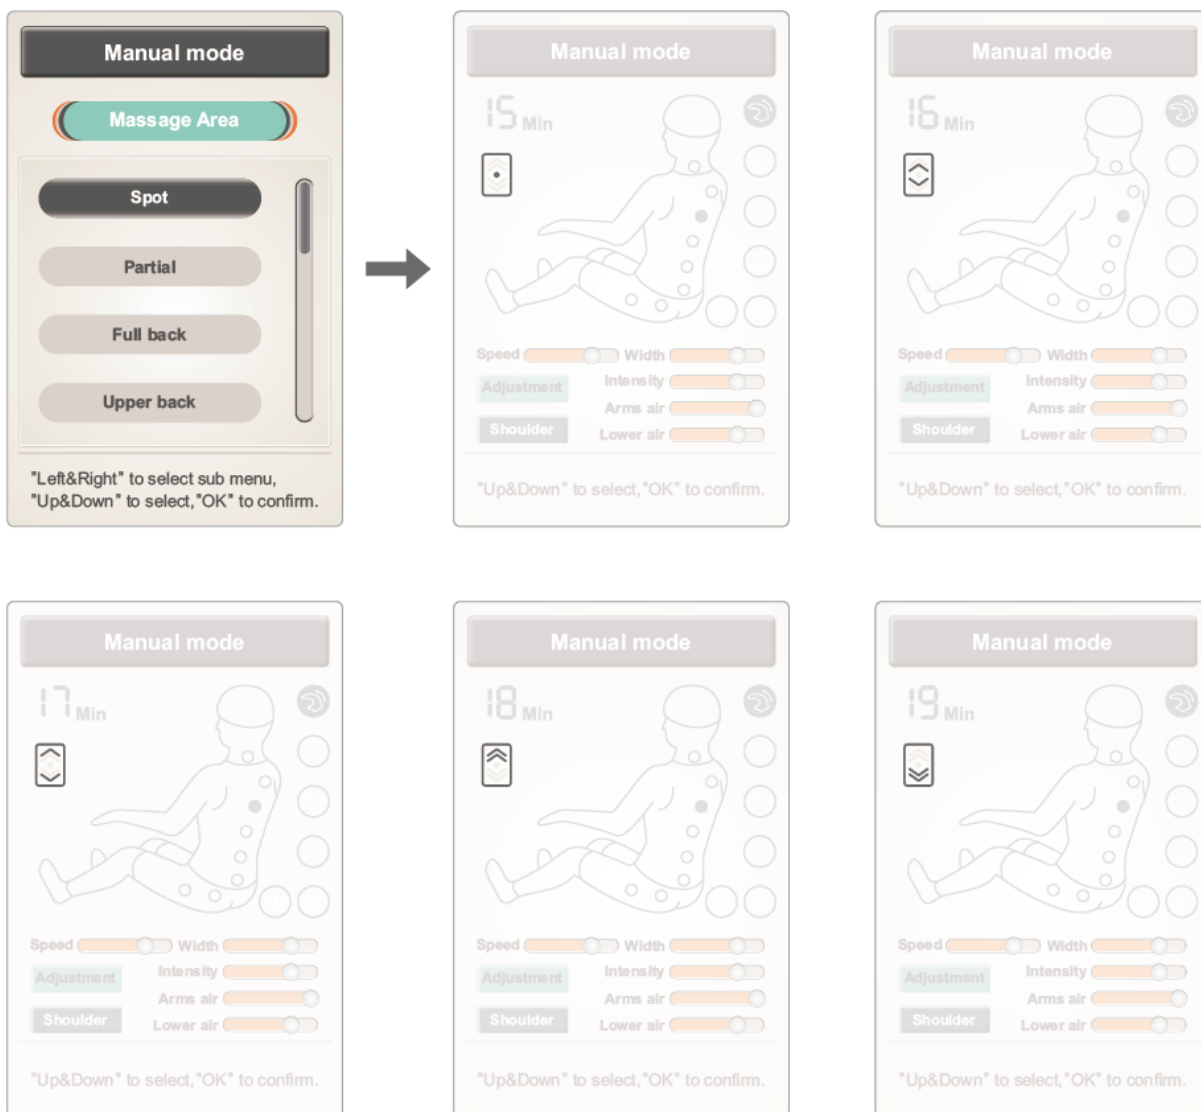 Manual mode
Massage Area
Spot
Partial
Full back
Upper back
"Left&Right" to select sub menu,
"Up&Down" to select, "OK" to confirm.
Manual mode
15 Min
Speed Width
Adjustment Intensity
Arms air
Shoulder Lower air
"Up&Down" to select, "OK" to confirm.
Manual mode
16 Min
Speed Width
Adjustment Intensity
Arms air
Shoulder Lower air
"Up&Down" to select, "OK" to confirm.
Manual mode
17 Min
Speed Width
Adjustment Intensity
Arms air
Shoulder Lower air
"Up&Down" to select, "OK" to confirm.
Manual mode
18 Min
Speed Width
Adjustment Intensity
Arms air
Shoulder Lower air
"Up&Down" to select, "OK" to confirm.
Manual mode
19 Min
Speed Width
Adjustment Intensity
Arms air
Shoulder Lower air
"Up&Down" to select, "OK" to confirm.